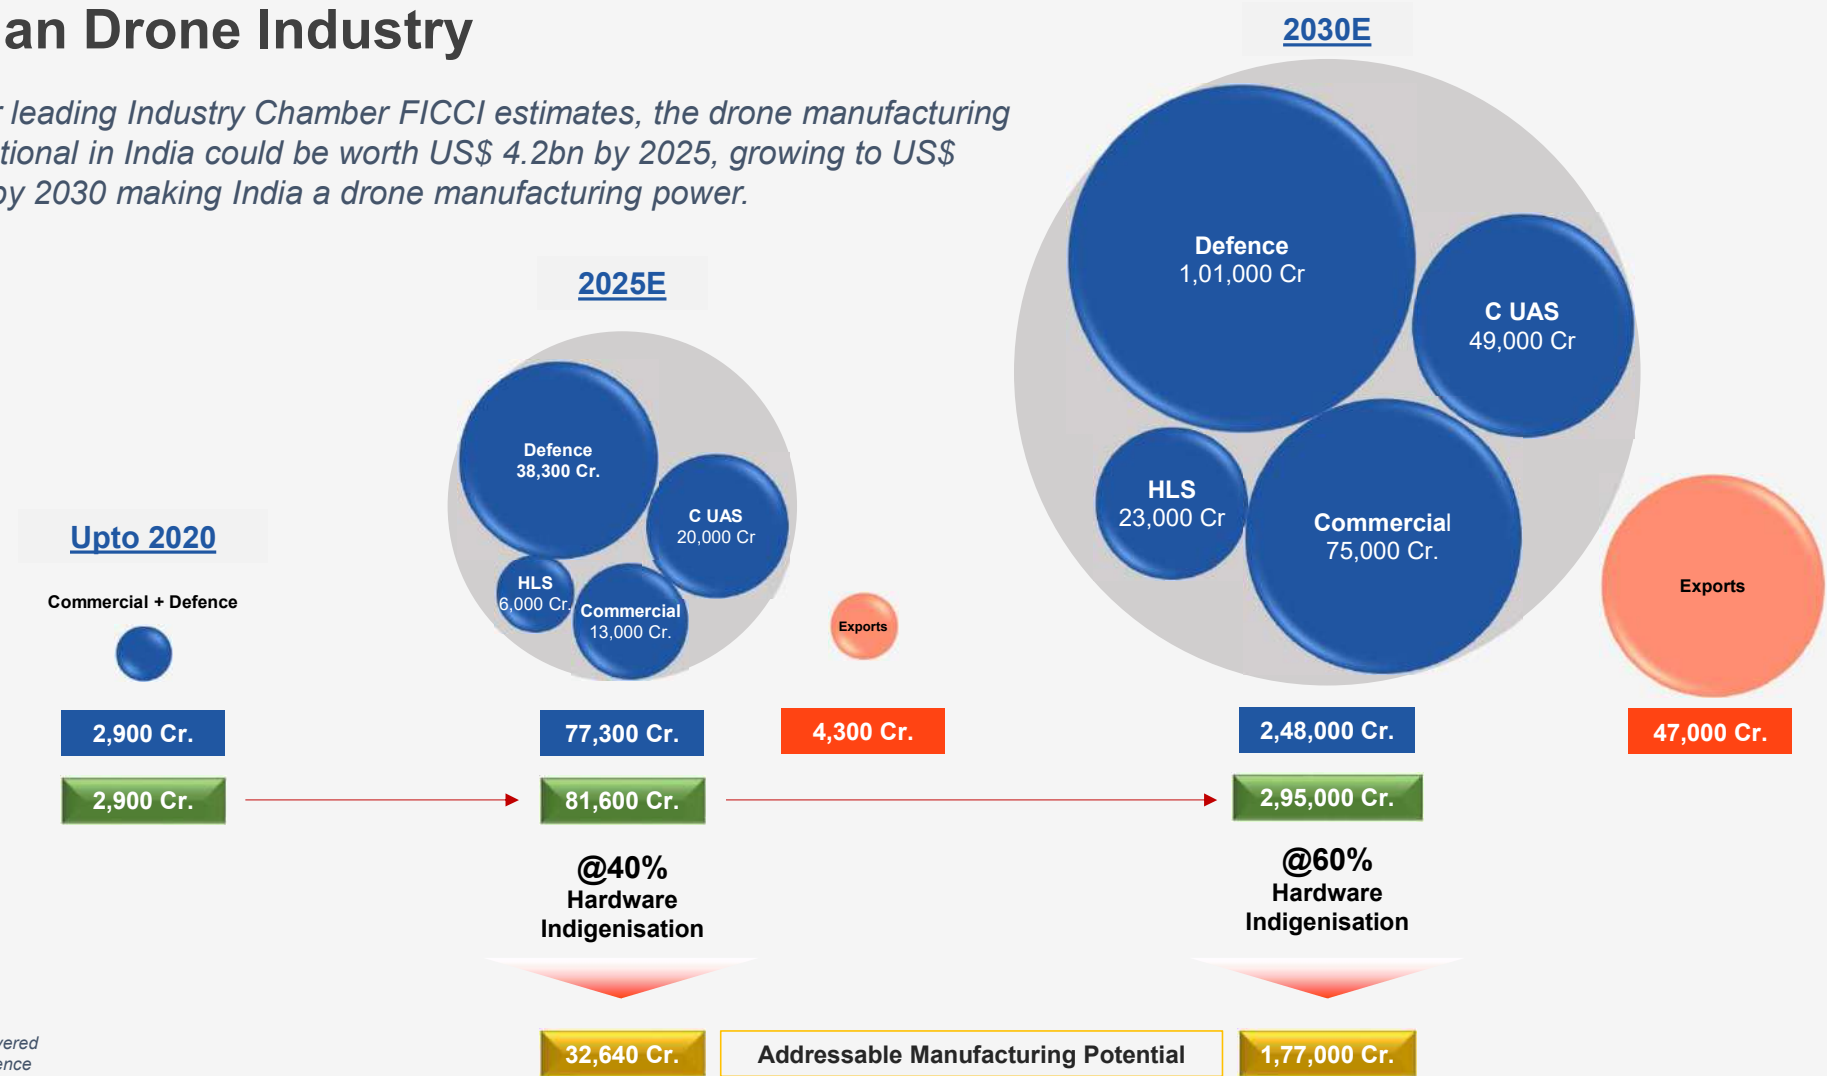 an Drone Industry
r leading Industry Chamber FICCI estimates, the drone manufacturing
tional in India could be worth US$ 4.2bn by 2025, growing to US$
by 2030 making India a drone manufacturing power.
2030E
Defence
1,01,000 Cr
C UAS
49,000 Cr
HLS
23,000 Cr
Commercial
75,000 Cr.
Exports
2025E
Defence
38,300 Cr.
C UAS
20,000 Cr
HLS
6,000 Cr.
Commercial
13,000 Cr.
Exports
Upto 2020
Commercial + Defence
2,900 Cr.
77,300 Cr.
4,300 Cr.
2,48,000 Cr.
47,000 Cr.
2,900 Cr.
81,600 Cr.
2,95,000 Cr.
@40%
Hardware
Indigenisation
@60%
Hardware
Indigenisation
32,640 Cr.
Addressable Manufacturing Potential
1,77,000 Cr.
vered
ence